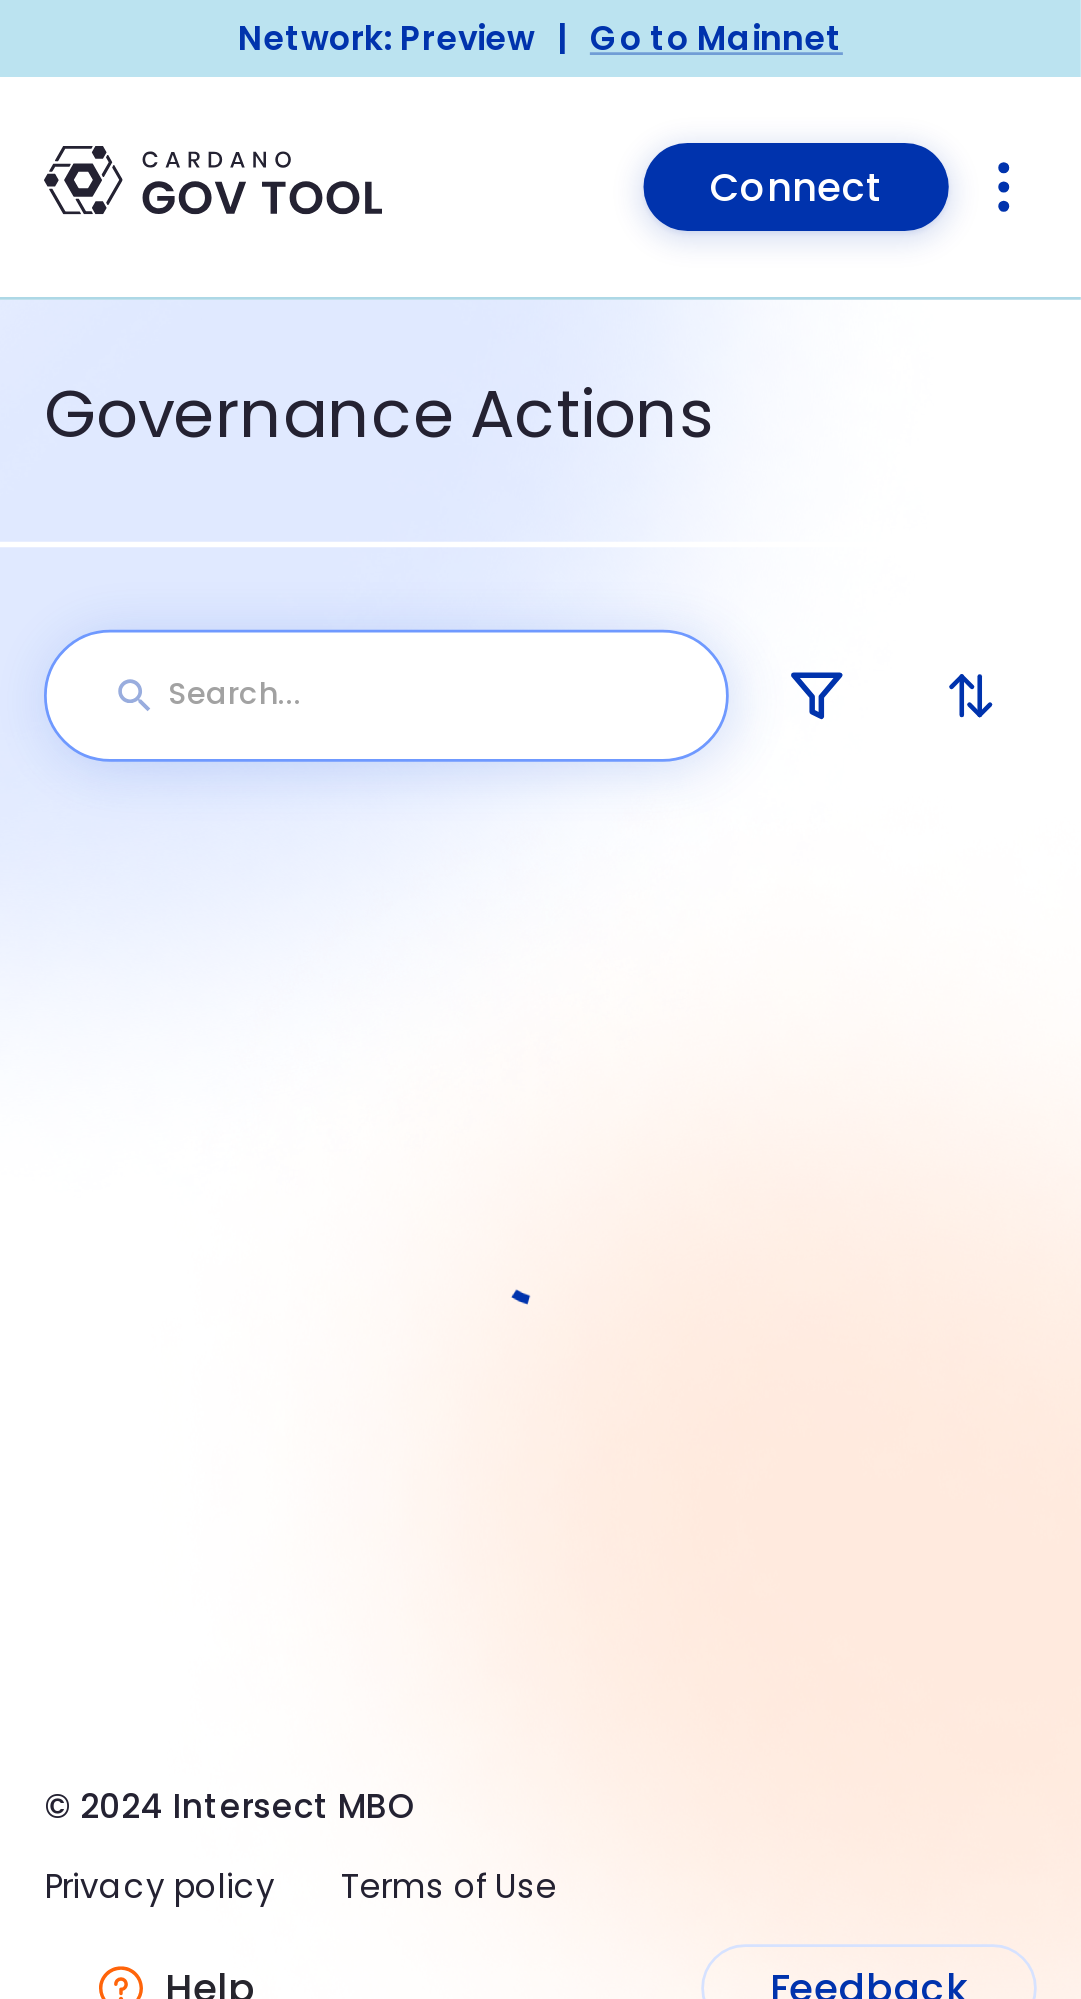 Network: Preview | Go to Mainnet
CARDANO
GOV TOOL
Connect
Governance Actions
Search...
© 2024 Intersect MBO
Privacy policy Terms of Use
Help Feedback